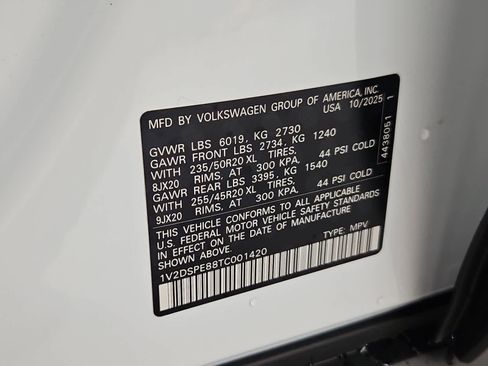 MFD BY VOLKSWAGEN GROUP OF AMERICA, INC.
USA 10/2025
GVWR LBS 6019, KG 2730
GAWR FRONT LBS 2734, KG 1240
WITH 235/50R20 XL TIRES,
8JX20 RIMS. AT 300 KPA, 44 PSI COLD
GAWR REAR LBS 3395, KG 1540
WITH 255/45R20 XL TIRES,
9JX20 RIMS. AT 300 KPA, 44 PSI COLD
THIS VEHICLE CONFORMS TO ALL APPLICABLE
U.S. FEDERAL MOTOR VEHICLE SAFETY STANDARDS
IN EFFECT ON THE DATE OF MANUFACTURE
SHOWN ABOVE.
1V2DSPE88TC001420 TYPE: MPV
4438051 1